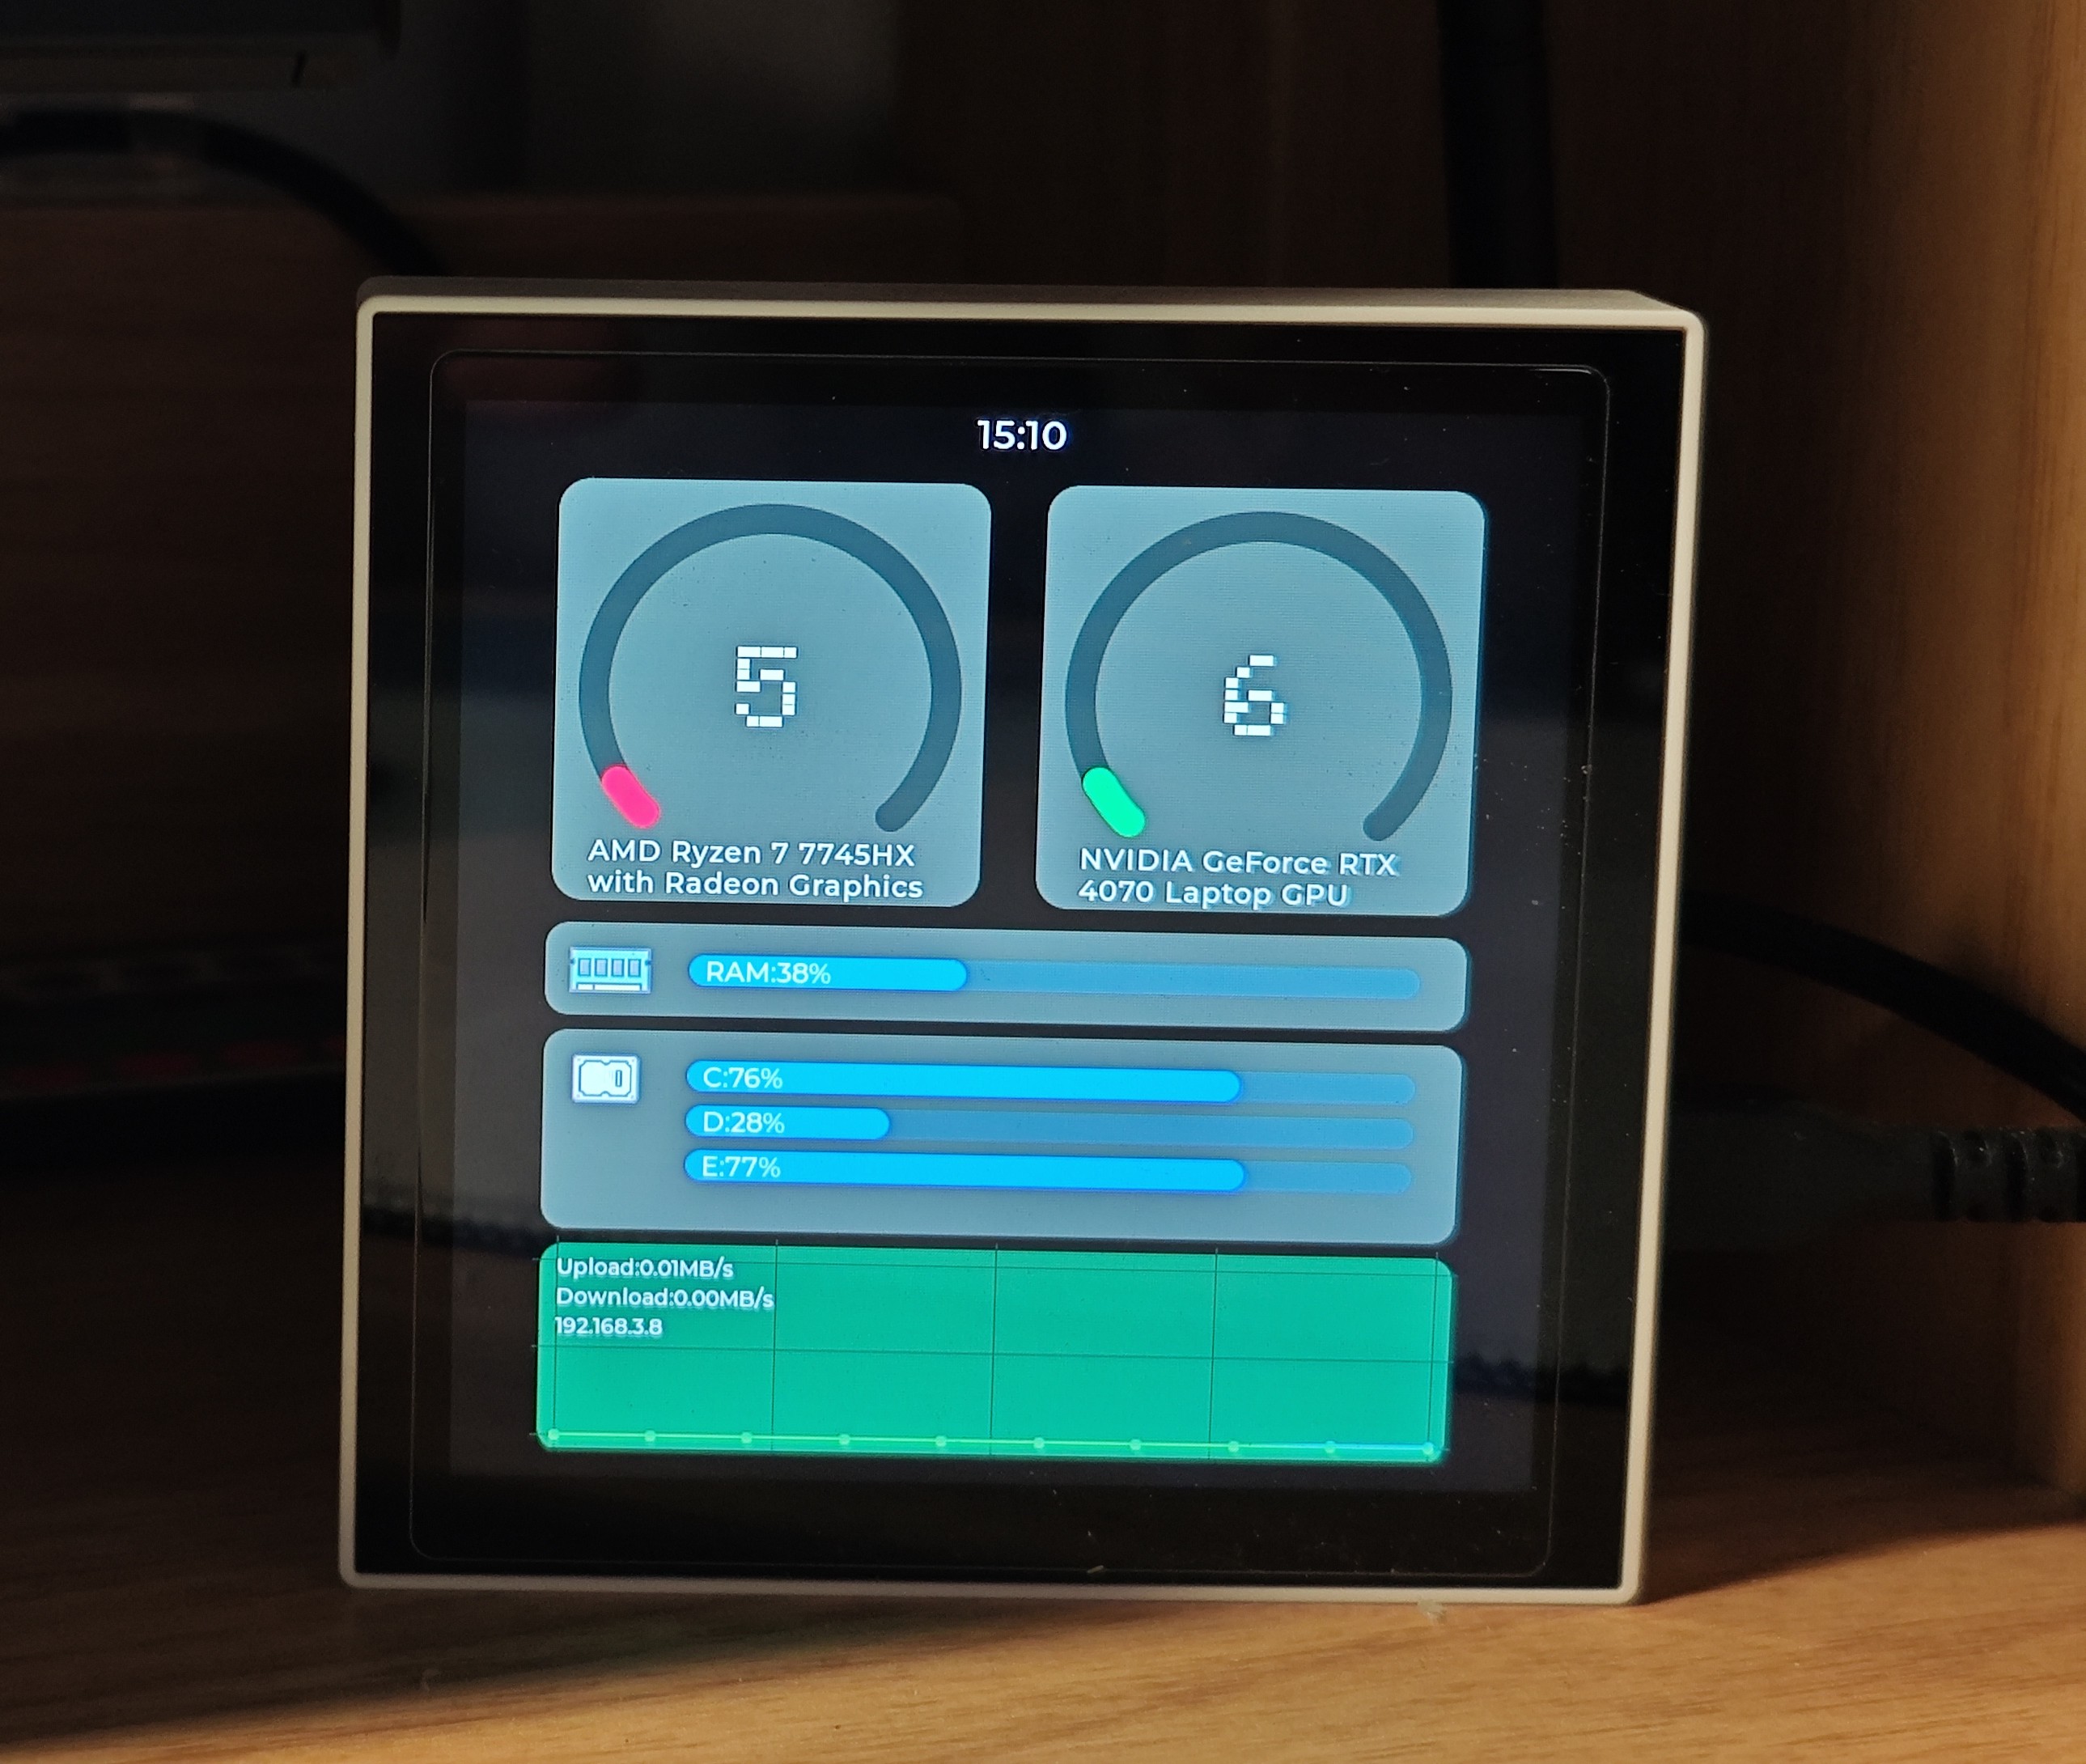 15:10
5
6
AMD Ryzen 7 7745HX
with Radeon Graphics
NVIDIA GeForce RTX
4070 Laptop GPU
RAM:38%
C:76%
D:28%
E:77%
Upload:0.01MB/s
Download:0.00MB/s
192.168.3.8